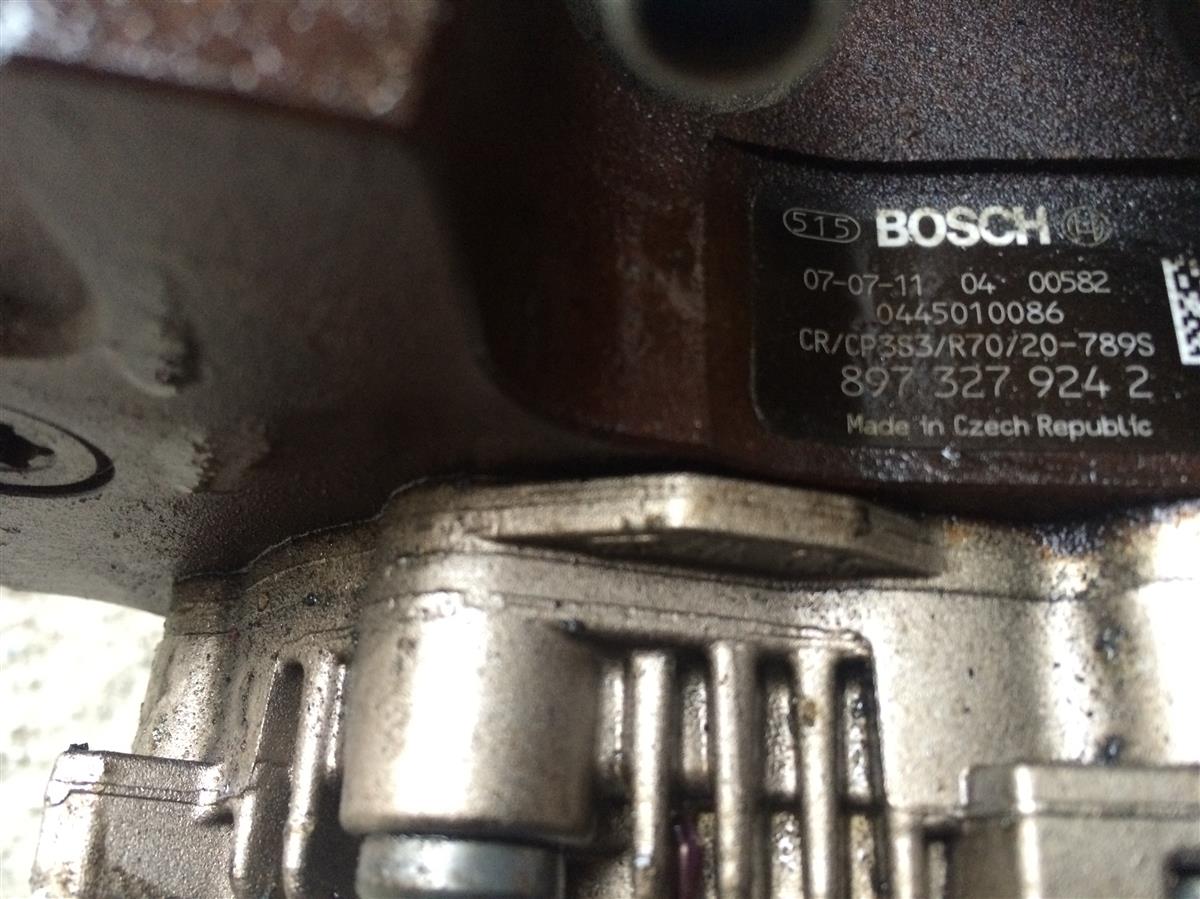 515 BOSCH
07-07-11 04 00582
0445010086
CR/CP3S3/R70/20-789S
897 327 924 2
Made in Czech Republic